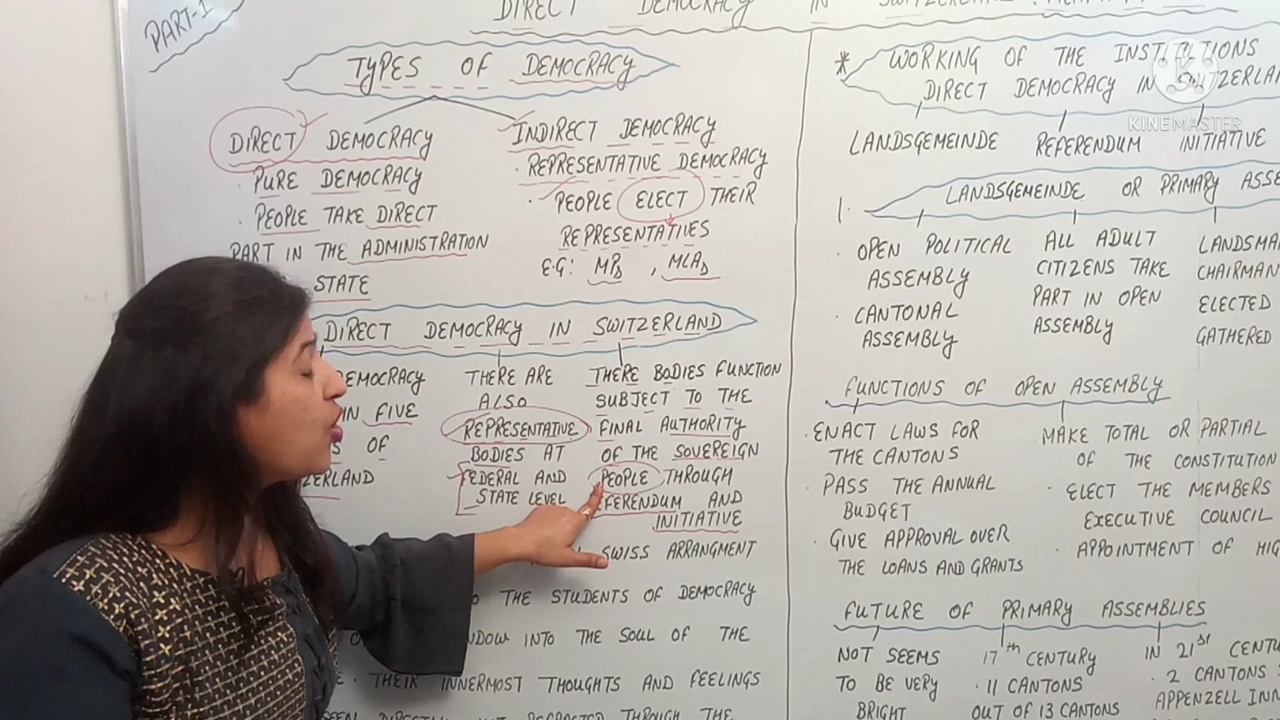 PART-1
DIRECT DEMOCRACY IN
TYPES OF DEMOCRACY
DIRECT DEMOCRACY
· PURE DEMOCRACY
· PEOPLE TAKE DIRECT
PART IN THE ADMINISTRATION
STATE
INDIRECT DEMOCRACY
· REPRESENTATIVE DEMOCRACY
· PEOPLE ELECT THEIR
REPRESENTATIVES
E.G: MPs, MLAs
DIRECT DEMOCRACY IN SWITZERLAND
DEMOCRACY
IN FIVE
OF
ZERLAND
THERE ARE
ALSO
REPRESENTATIVE
BODIES AT
FEDERAL AND
STATE LEVEL
THERE BODIES FUNCTION
SUBJECT TO THE
FINAL AUTHORITY
OF THE SOVEREIGN
PEOPLE THROUGH
FERENDUM AND
INITIATIVE
SWISS ARRANGMENT
THE STUDENTS OF DEMOCRACY
NDOW INTO THE SOUL OF THE
· THEIR INNERMOST THOUGHTS AND FEELINGS
SEEN DIRECTLY NOT REFRACTED THROUGH THE
* WORKING OF THE INSTITUTIONS
DIRECT DEMOCRACY IN SWITZERLAN
LANDSGEMEINDE REFERENDUM INITIATIVE
1. LANDSGEMEINDE OR PRIMARY ASSE
· OPEN POLITICAL
ASSEMBLY
· CANTONAL
ASSEMBLY
ALL ADULT
CITIZENS TAKE
PART IN OPEN
ASSEMBLY
LANDSMA
CHAIRMAN
ELECTED
GATHERED
FUNCTIONS OF OPEN ASSEMBLY
· ENACT LAWS FOR
THE CANTONS
· PASS THE ANNUAL
BUDGET
· GIVE APPROVAL OVER
THE LOANS AND GRANTS
· MAKE TOTAL OR PARTIAL
OF THE CONSTITUTION
· ELECT THE MEMBERS
EXECUTIVE COUNCIL
· APPOINTMENT OF HIG
FUTURE OF PRIMARY ASSEMBLIES
NOT SEEMS
TO BE VERY
BRIGHT
17th CENTURY
· 11 CANTONS
OUT OF 13 CANTONS
IN 21st CENTU
· 2 CANTONS
APPENZELL INN
KINEMASTER